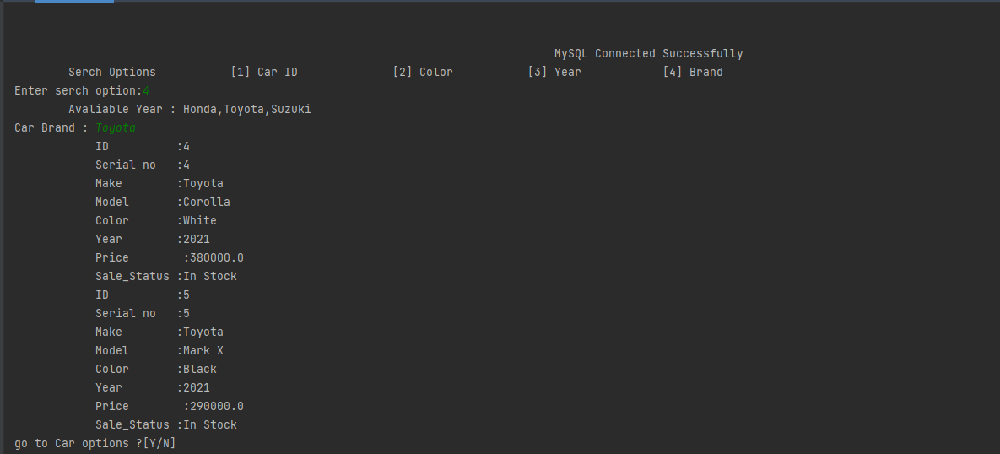 MySQL Connected Successfully
Serch Options [1] Car ID [2] Color [3] Year [4] Brand
Enter serch option:4
Avaliable Year : Honda,Toyota,Suzuki
Car Brand : Toyota
ID :4
Serial no :4
Make :Toyota
Model :Corolla
Color :White
Year :2021
Price :380000.0
Sale_Status :In Stock
ID :5
Serial no :5
Make :Toyota
Model :Mark X
Color :Black
Year :2021
Price :290000.0
Sale_Status :In Stock
go to Car options ?[Y/N]